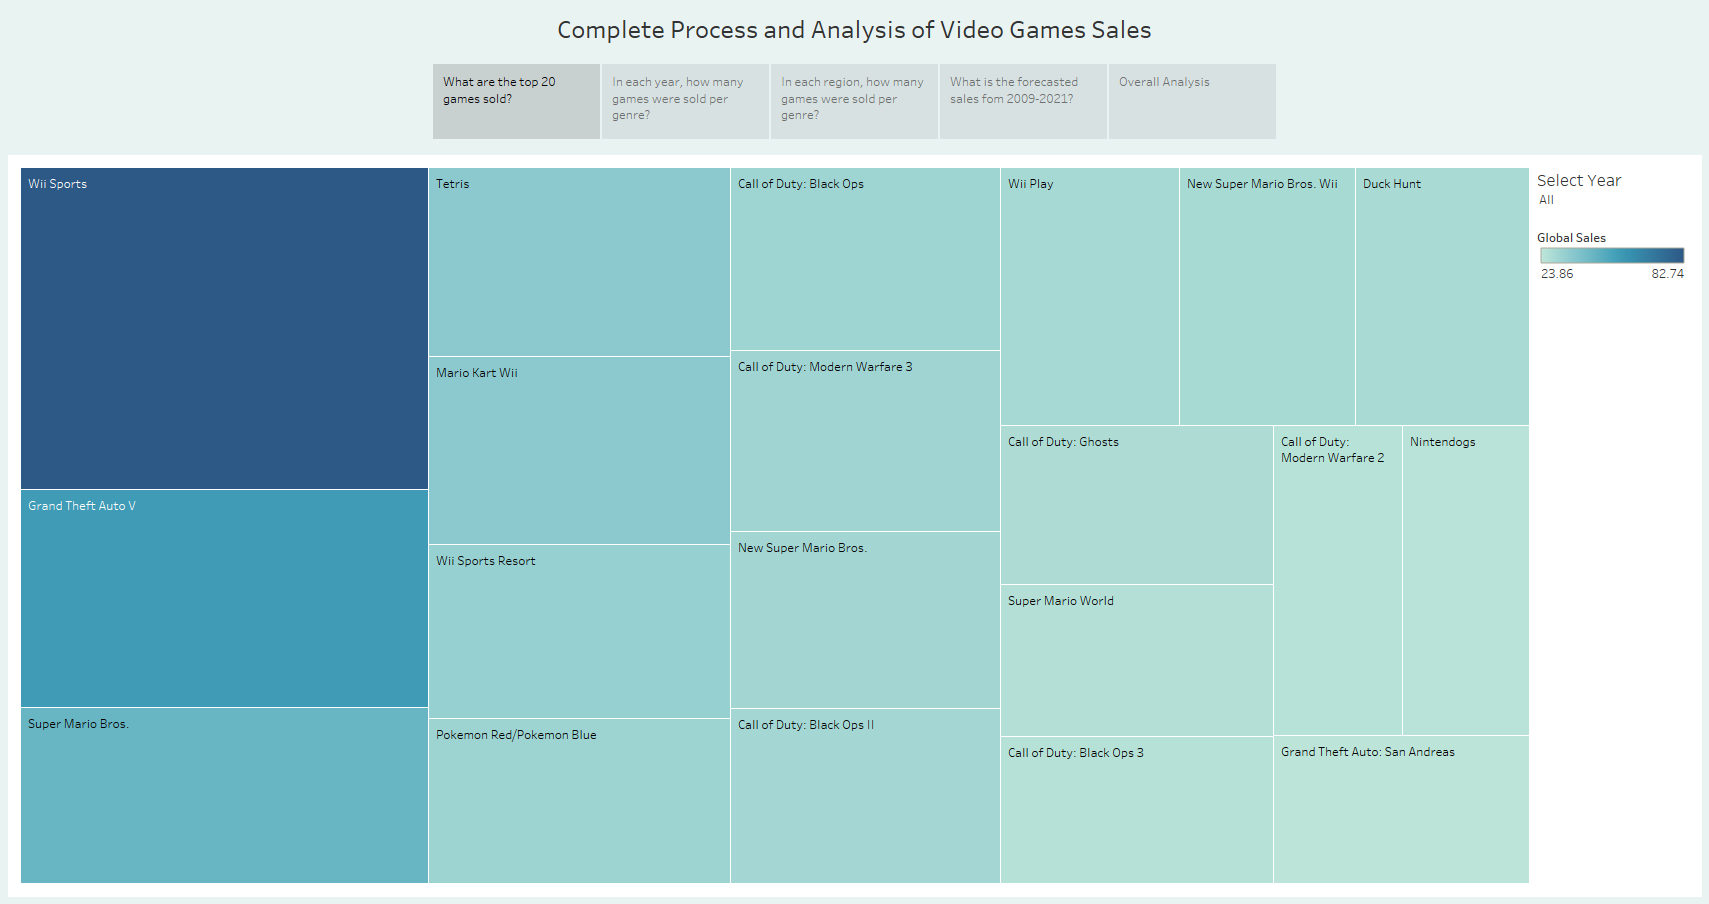 Complete Process and Analysis of Video Games Sales
What are the top 20
games sold?
In each year, how many
games were sold per
genre?
In each region, how many
games were sold per
genre?
What is the forecasted
sales fom 2009-2021?
Overall Analysis
Wii Sports
Grand Theft Auto V
Super Mario Bros.
Tetris
Mario Kart Wii
Wii Sports Resort
Pokemon Red/Pokemon Blue
Call of Duty: Black Ops
Call of Duty: Modern Warfare 3
New Super Mario Bros.
Call of Duty: Black Ops II
Wii Play
New Super Mario Bros. Wii
Duck Hunt
Call of Duty: Ghosts
Super Mario World
Call of Duty: Black Ops 3
Call of Duty:
Modern Warfare 2
Nintendogs
Grand Theft Auto: San Andreas
Select Year
All
Global Sales
23.86 82.74